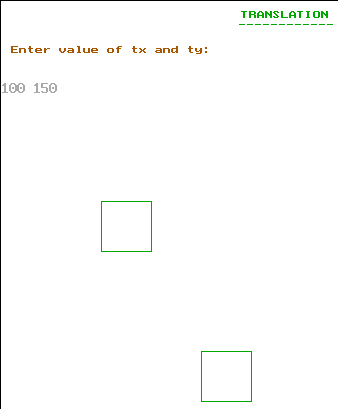 TRANSLATION
Enter value of tx and ty:
100 150